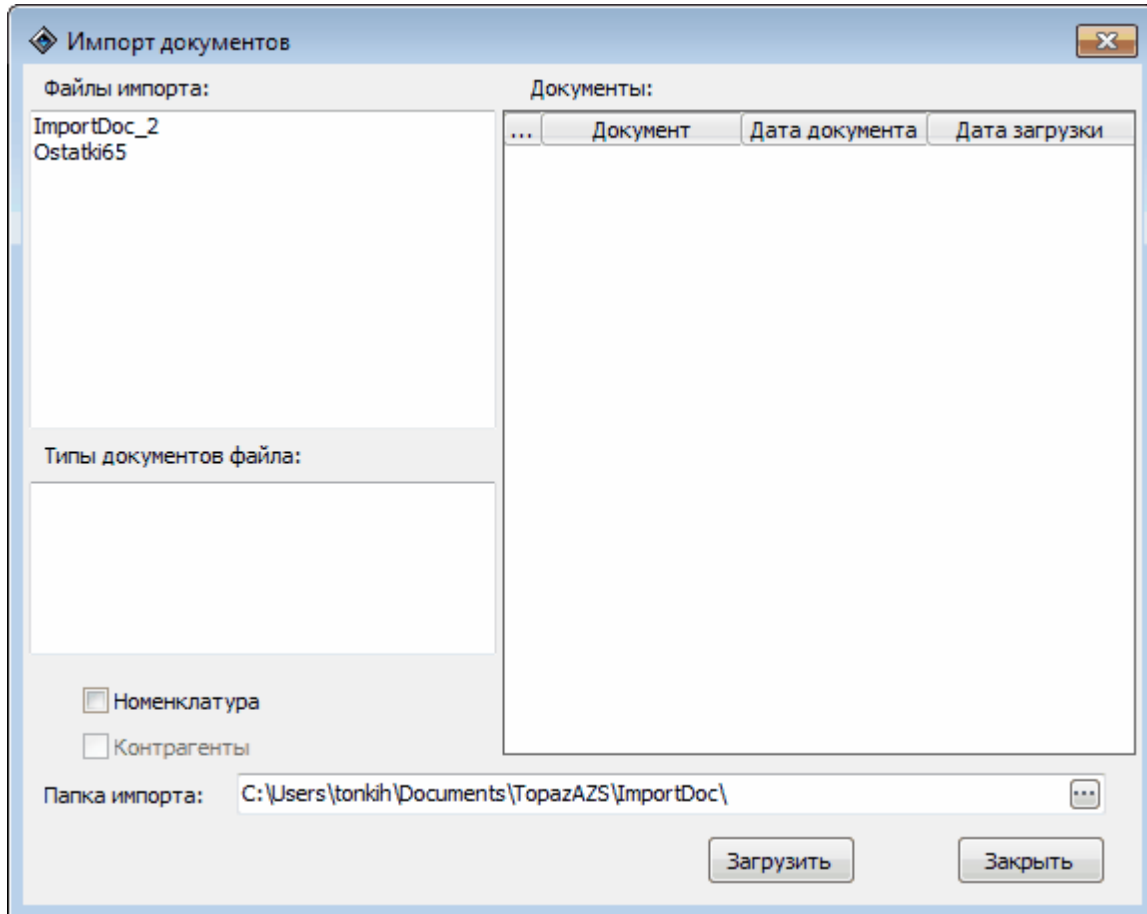 Импорт документов
Файлы импорта:
ImportDoc_2
Ostatki65
Типы документов файла:
Номенклатура
Контрагенты
Документы:
... Документ Дата документа Дата загрузки
Папка импорта: C:\Users\tonkih\Documents\TopazAZS\ImportDoc\ ...
Загрузить Закрыть